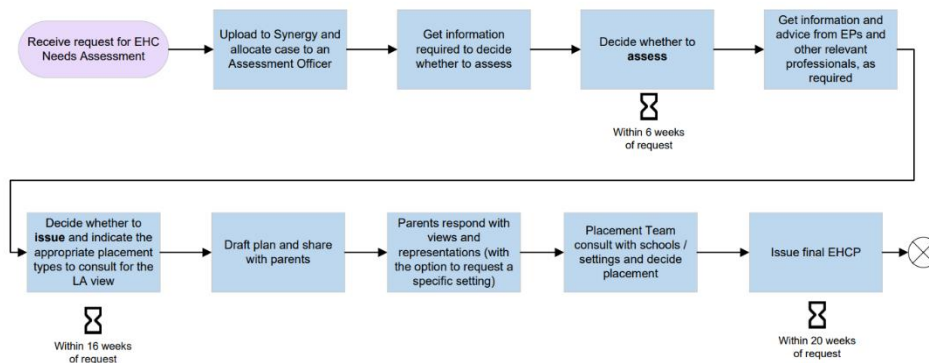 Receive request for EHC
Needs Assessment
Upload to Synergy and
allocate case to an
Assessment Officer
Get information
required to decide
whether to assess
Decide whether to
assess
Within 6 weeks
of request
Get information and
advice from EPs and
other relevant
professionals, as
required
Decide whether to
issue and indicate the
appropriate placement
types to consult for the
LA view
Within 16 weeks
of request
Draft plan and share
with parents
Parents respond with
views and
representations (with
the option to request a
specific setting)
Placement Team
consult with schools /
settings and decide
placement
Issue final EHCP
Within 20 weeks
of request